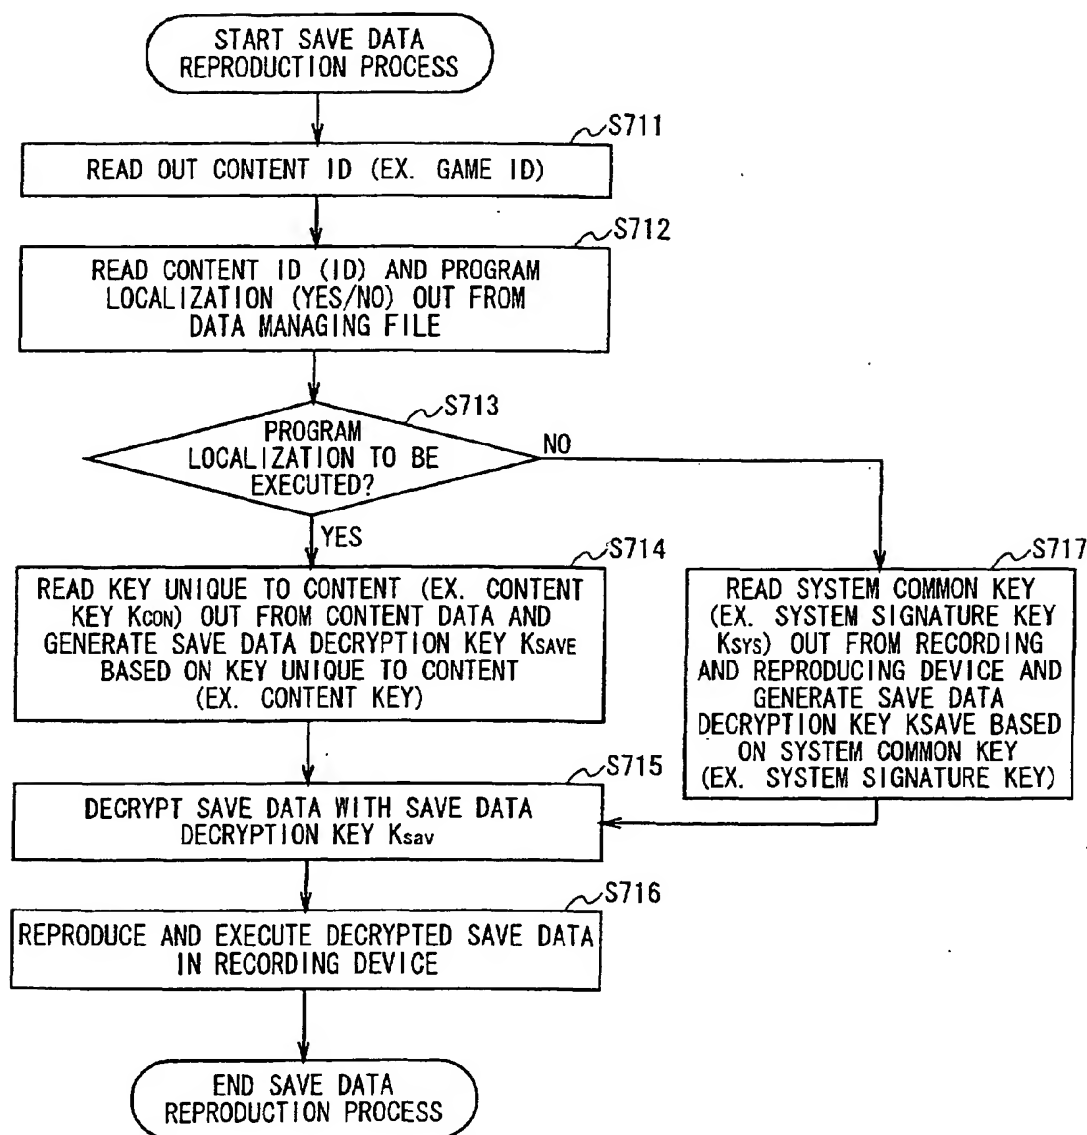 START SAVE DATA
REPRODUCTION PROCESS
S711
READ OUT CONTENT ID (EX. GAME ID)
S712
READ CONTENT ID (ID) AND PROGRAM
LOCALIZATION (YES/NO) OUT FROM
DATA MANAGING FILE
S713
PROGRAM
LOCALIZATION TO BE
EXECUTED?
NO
YES
S714
READ KEY UNIQUE TO CONTENT (EX. CONTENT
KEY KCON) OUT FROM CONTENT DATA AND
GENERATE SAVE DATA DECRYPTION KEY KSAVE
BASED ON KEY UNIQUE TO CONTENT
(EX. CONTENT KEY)
S717
READ SYSTEM COMMON KEY
(EX. SYSTEM SIGNATURE KEY
KSYS) OUT FROM RECORDING
AND REPRODUCING DEVICE AND
GENERATE SAVE DATA
DECRYPTION KEY KSAVE BASED
ON SYSTEM COMMON KEY
(EX. SYSTEM SIGNATURE KEY)
S715
DECRYPT SAVE DATA WITH SAVE DATA
DECRYPTION KEY Ksav
S716
REPRODUCE AND EXECUTE DECRYPTED SAVE DATA
IN RECORDING DEVICE
END SAVE DATA
REPRODUCTION PROCESS